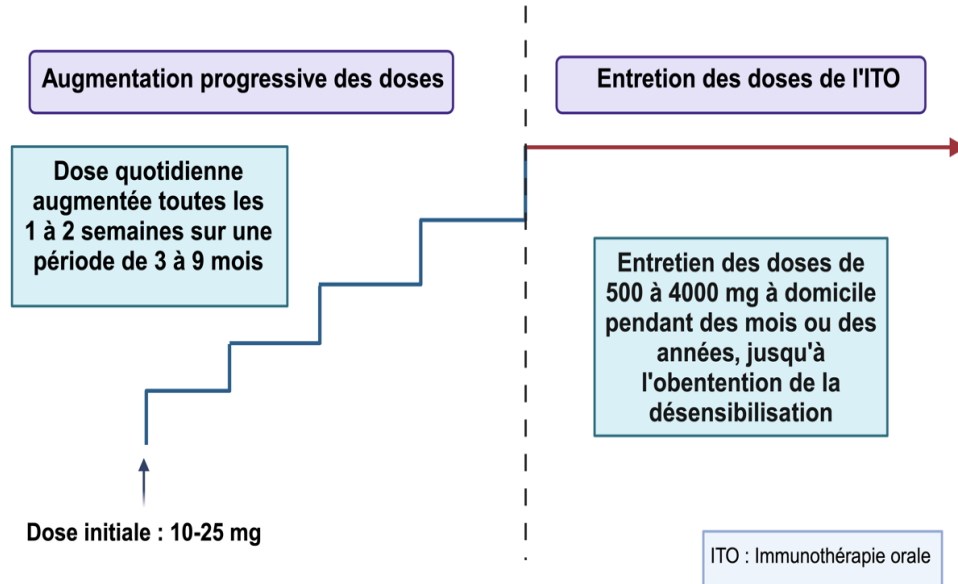 Augmentation progressive des doses
Entretion des doses de l'ITO
Dose quotidienne
augmentée toutes les
1 à 2 semaines sur une
période de 3 à 9 mois
Entretien des doses de
500 à 4000 mg à domicile
pendant des mois ou des
années, jusqu'à
l'obentention de la
désensibilisation
Dose initiale : 10-25 mg
ITO : Immunothérapie orale